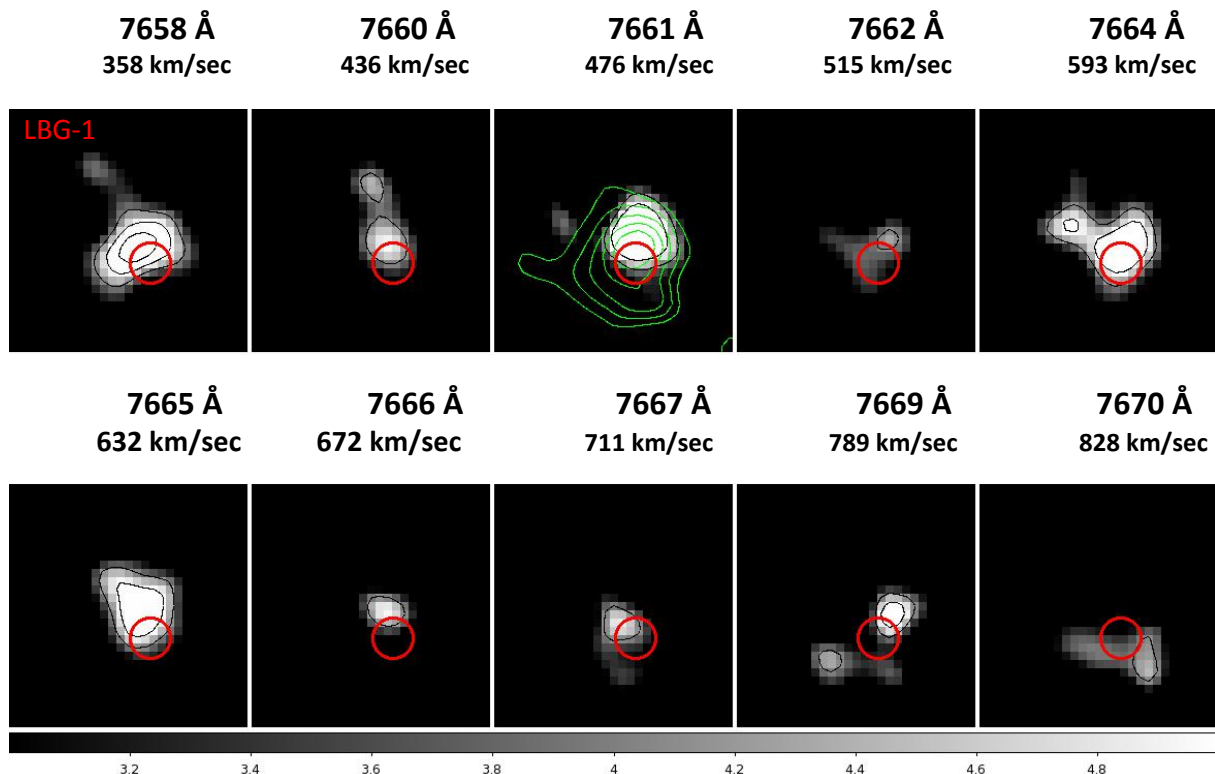 7658 Å 7660 Å 7661 Å 7662 Å 7664 Å
358 km/sec 436 km/sec 476 km/sec 515 km/sec 593 km/sec
LBG-1
7665 Å 7666 Å 7667 Å 7669 Å 7670 Å
632 km/sec 672 km/sec 711 km/sec 789 km/sec 828 km/sec
3.2 3.4 3.6 3.8 4 4.2 4.4 4.6 4.8